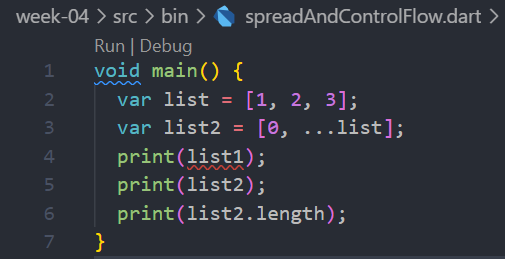 week-04 > src > bin > spreadAndControlFlow.dart >
Run | Debug
1 void main() {
2 var list = [1, 2, 3];
3 var list2 = [0, ...list];
4 print(list1);
5 print(list2);
6 print(list2.length);
7 }